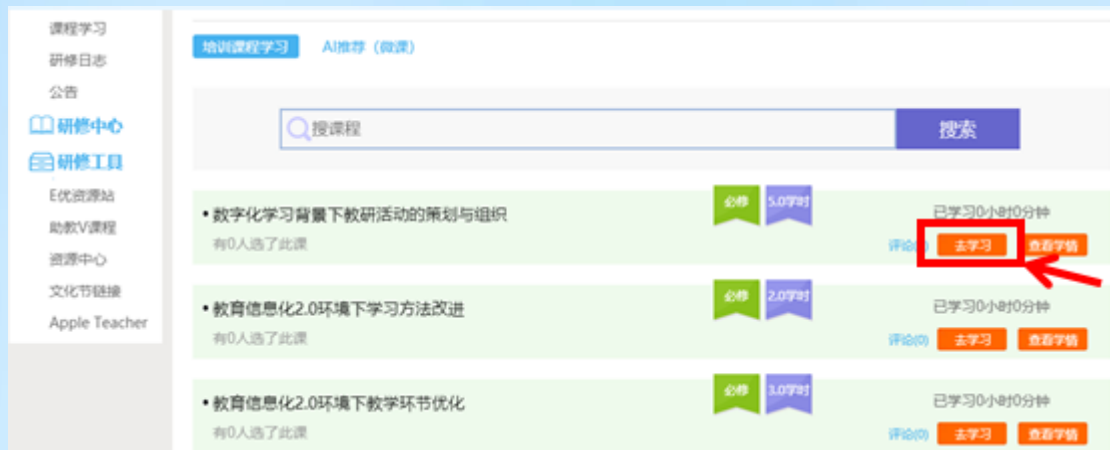 课程学习
研修日志
公告
研修中心
研修工具
E优资源站
助教V课程
资源中心
文化节链接
Apple Teacher
培训课程学习 AI推荐（微课）
搜课程 搜索
• 数字化学习背景下教研活动的策划与组织 必修 5.0学时 已学习0小时0分钟
有0人选了此课 评论(0) 去学习 查看学情
• 教育信息化2.0环境下学习方法改进 必修 2.0学时 已学习0小时0分钟
有0人选了此课 评论(0) 去学习 查看学情
• 教育信息化2.0环境下教学环节优化 必修 3.0学时 已学习0小时0分钟
有0人选了此课 评论(0) 去学习 查看学情